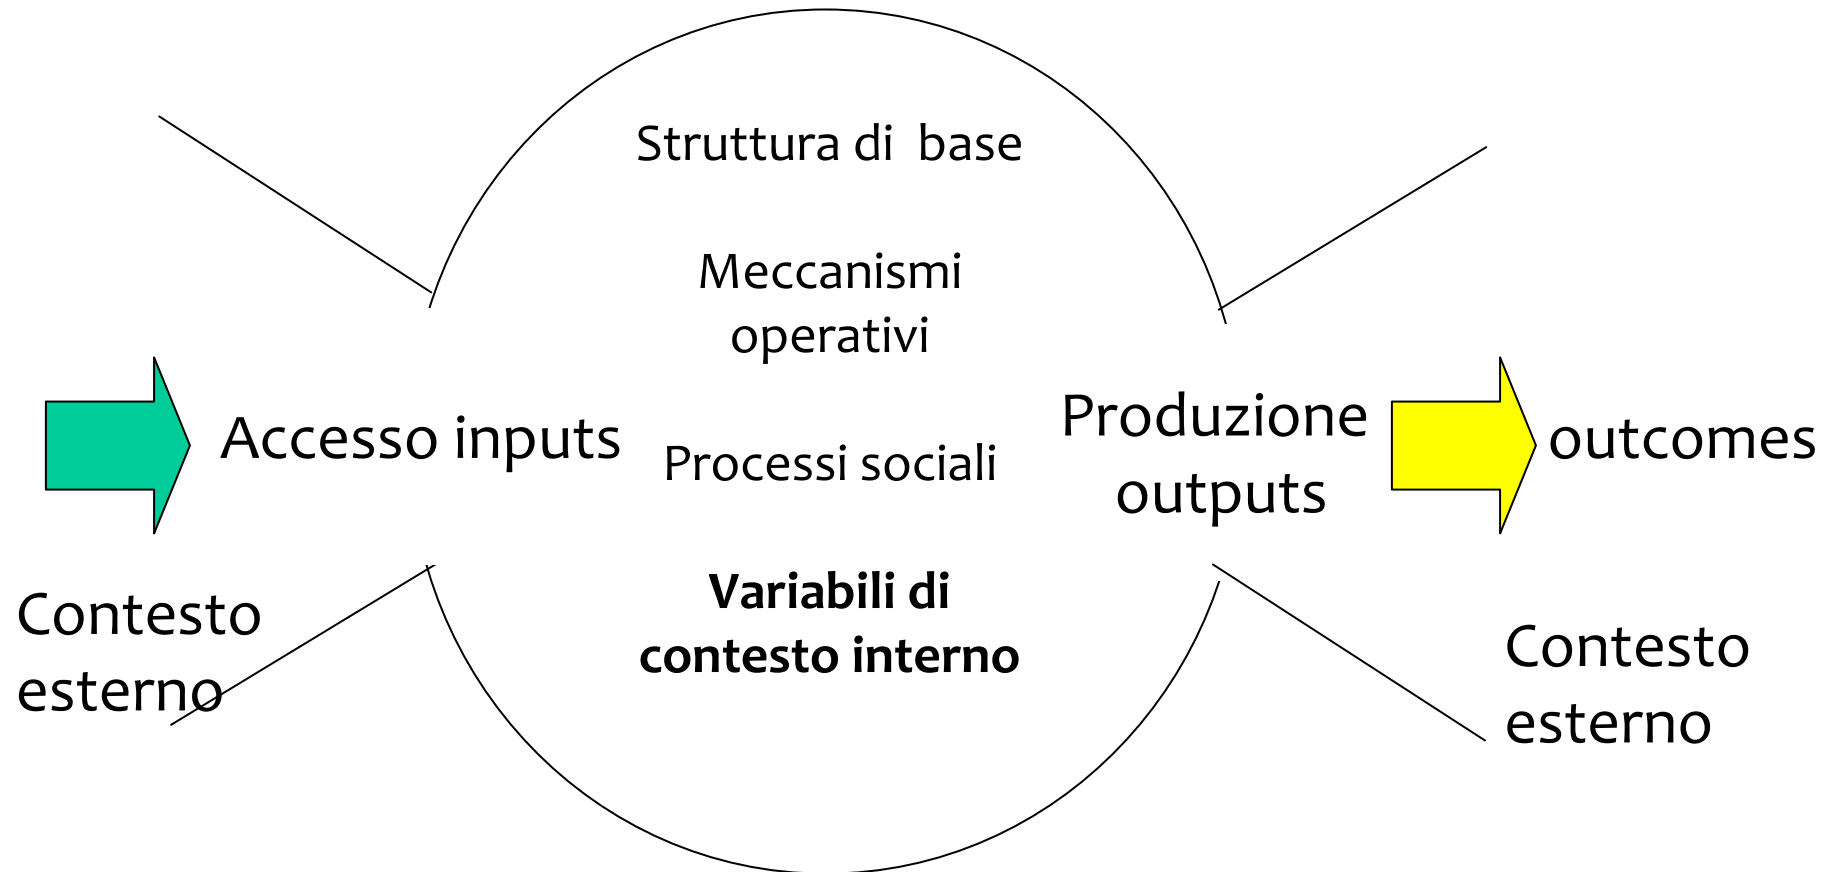 Struttura di  base
Meccanismi
operativi
Accesso inputs
Processi sociali
Produzione
outputs
outcomes
Variabili di
contesto interno
Contesto
esterno
Contesto
esterno